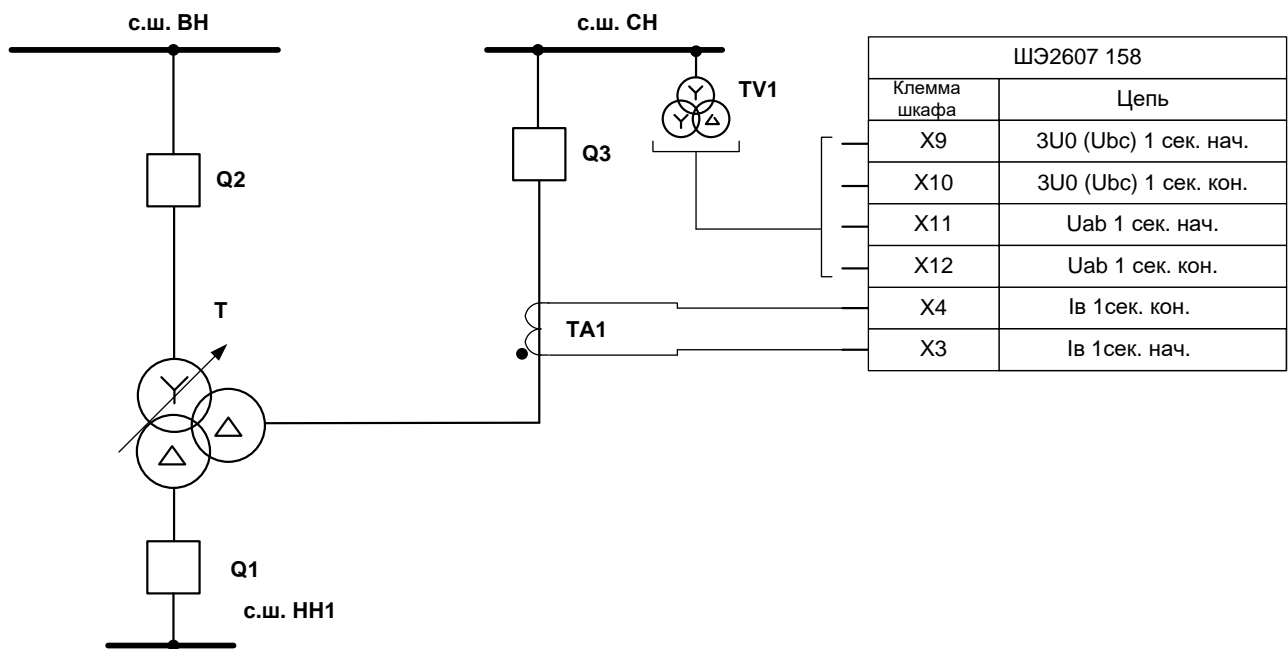 с.ш. ВН
с.ш. СН
TV1
Q2
Q3
T
TA1
Q1
с.ш. НН1
ШЭ2607 158
Клемма шкафа
Цепь
X9
3U0 (Ubc) 1 сек. нач.
X10
3U0 (Ubc) 1 сек. кон.
X11
Uab 1 сек. нач.
X12
Uab 1 сек. кон.
X4
Iв 1сек. кон.
X3
Iв 1сек. нач.